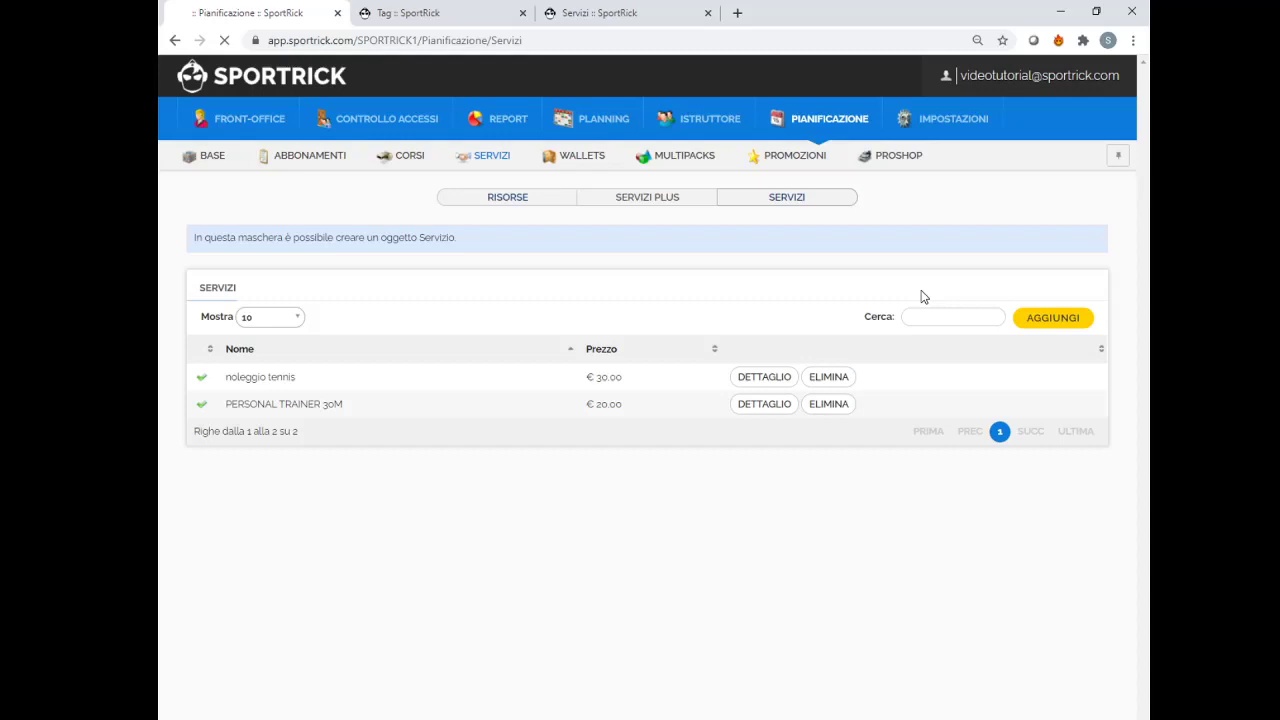 :: Pianificazione :: SportRick
Tag :: SportRick
Servizi :: SportRick
app.sportrick.com/SPORTRICK1/Pianificazione/Servizi
S
SPORTRICK
videotutorial@sportrick.com
FRONT-OFFICE CONTROLLO ACCESSI REPORT PLANNING ISTRUTTORE PIANIFICAZIONE IMPOSTAZIONI
BASE ABBONAMENTI CORSI SERVIZI WALLETS MULTIPACKS PROMOZIONI PROSHOP
RISORSE SERVIZI PLUS SERVIZI
In questa maschera è possibile creare un oggetto Servizio.
SERVIZI
Mostra 10 Cerca: AGGIUNGI
Nome Prezzo
noleggio tennis € 30.00 DETTAGLIO ELIMINA
PERSONAL TRAINER 30M € 20.00 DETTAGLIO ELIMINA
Righe dalla 1 alla 2 su 2 PRIMA PREC 1 SUCC ULTIMA